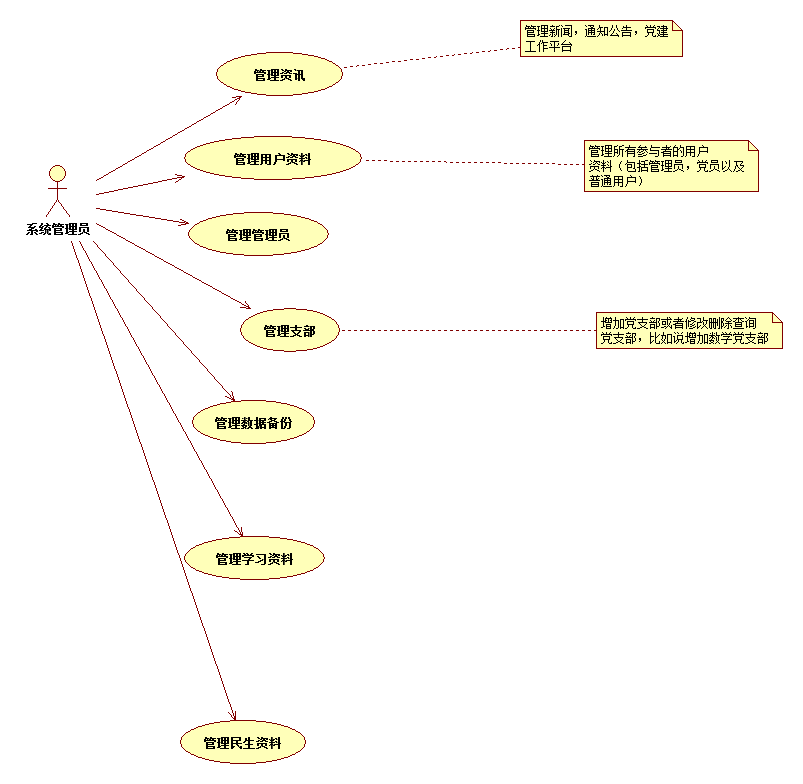 管理新闻，通知公告，党建
工作平台
管理资讯
管理所有参与者的用户
资料（包括管理员，党员以及
普通用户）
管理用户资料
系统管理员
管理管理员
增加党支部或者修改删除查询
党支部，比如说增加数学党支部
管理支部
管理数据备份
管理学习资料
管理民生资料